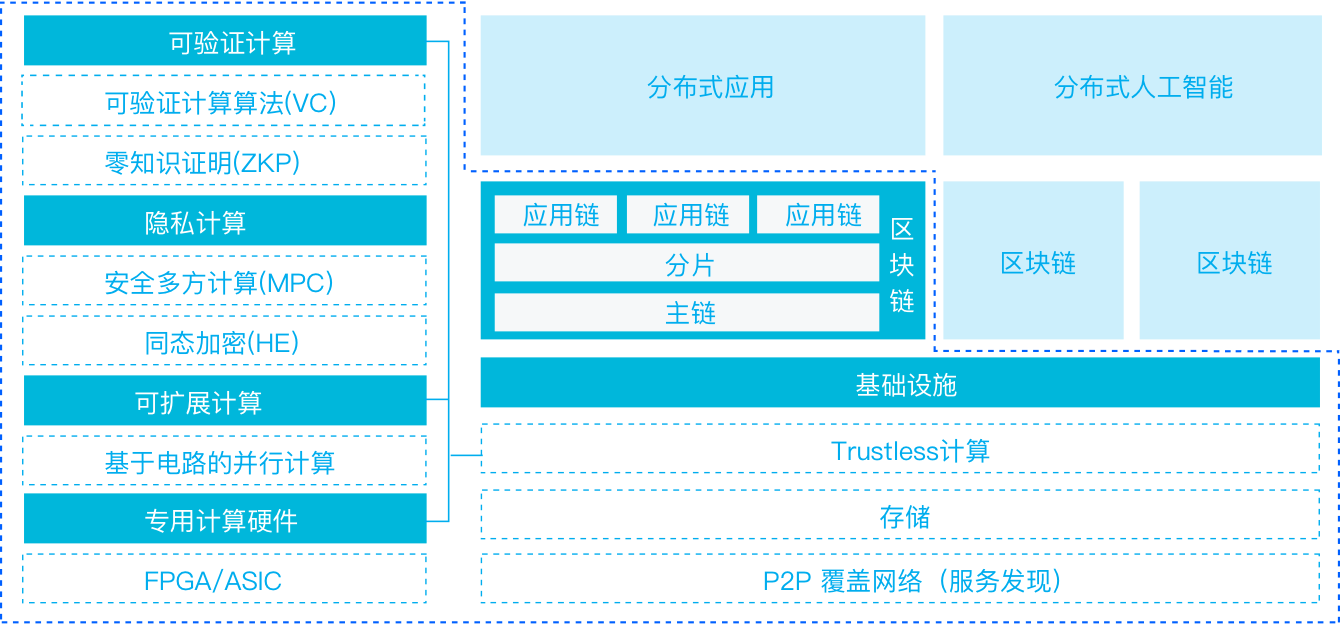 可验证计算
可验证计算算法(VC)
零知识证明(ZKP)
隐私计算
安全多方计算(MPC)
同态加密(HE)
可扩展计算
基于电路的并行计算
专用计算硬件
FPGA/ASIC
分布式应用
分布式人工智能
应用链
应用链
应用链
分片
主链
区块链
区块链
区块链
基础设施
Trustless计算
存储
P2P 覆盖网络（服务发现）